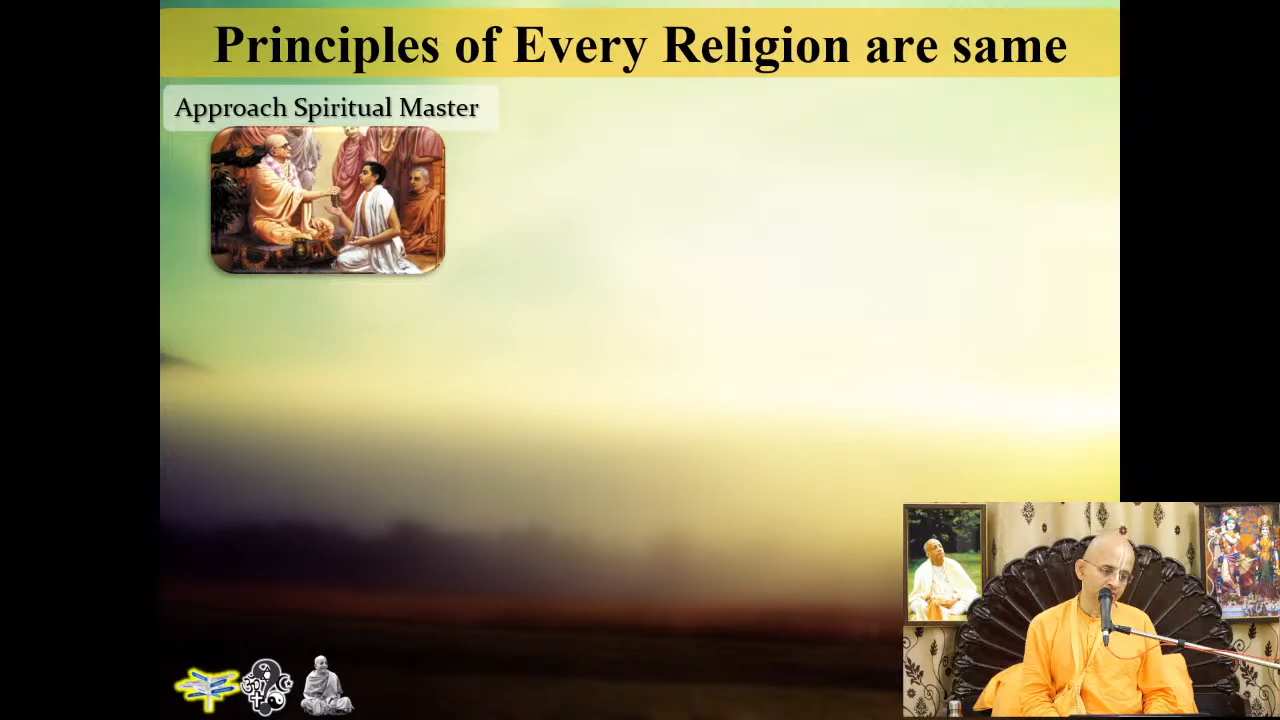 Principles of Every Religion are same
Approach Spiritual Master